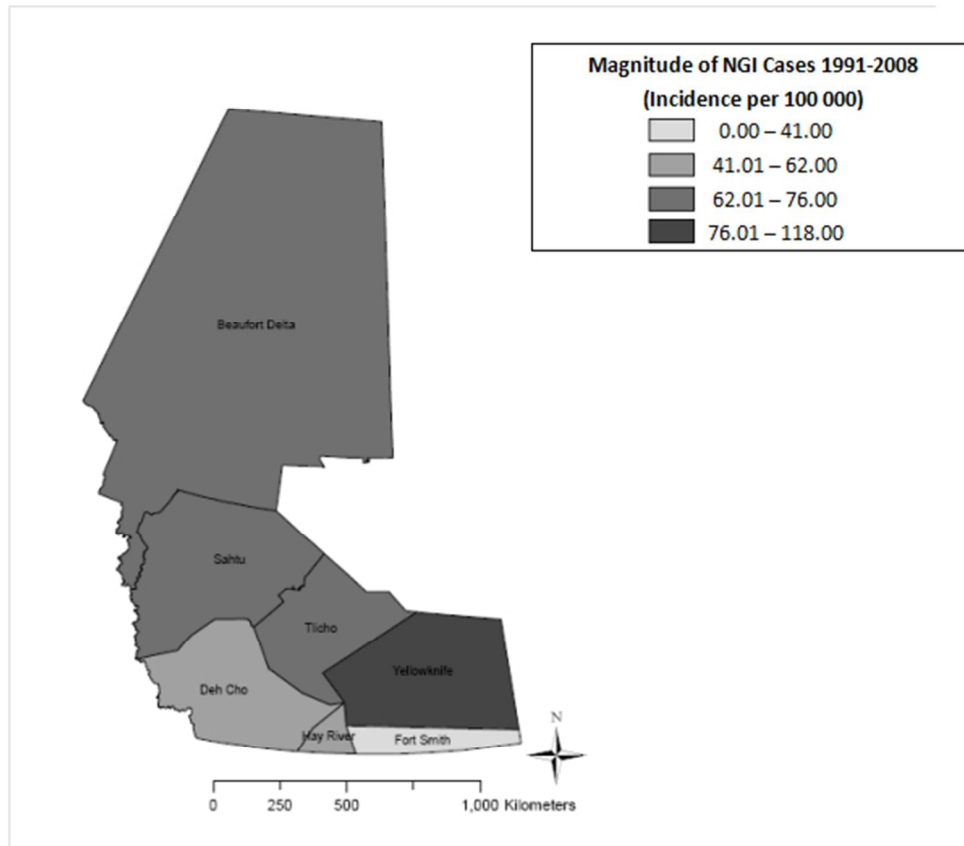 Magnitude of NGI Cases 1991-2008
(Incidence per 100 000)
0.00 – 41.00
41.01 – 62.00
62.01 – 76.00
76.01 – 118.00
Beaufort Delta
Sahtu
Tlicho
Yellowknife
Deh Cho
Hay River
Fort Smith
N
0 250 500 1,000 Kilometers